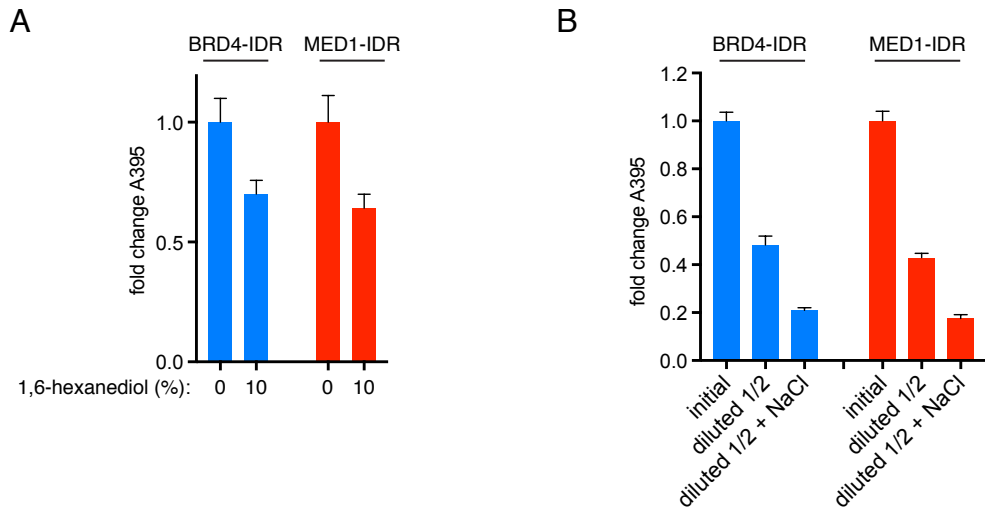 A
BRD4-IDR MED1-IDR
fold change A395
1.0
0.5
0.0
1,6-hexanediol (%): 0 10 0 10
B
BRD4-IDR MED1-IDR
fold change A395
1.2
1.0
0.8
0.6
0.4
0.2
0.0
initial
diluted 1/2
diluted 1/2 + NaCl
initial
diluted 1/2
diluted 1/2 + NaCl